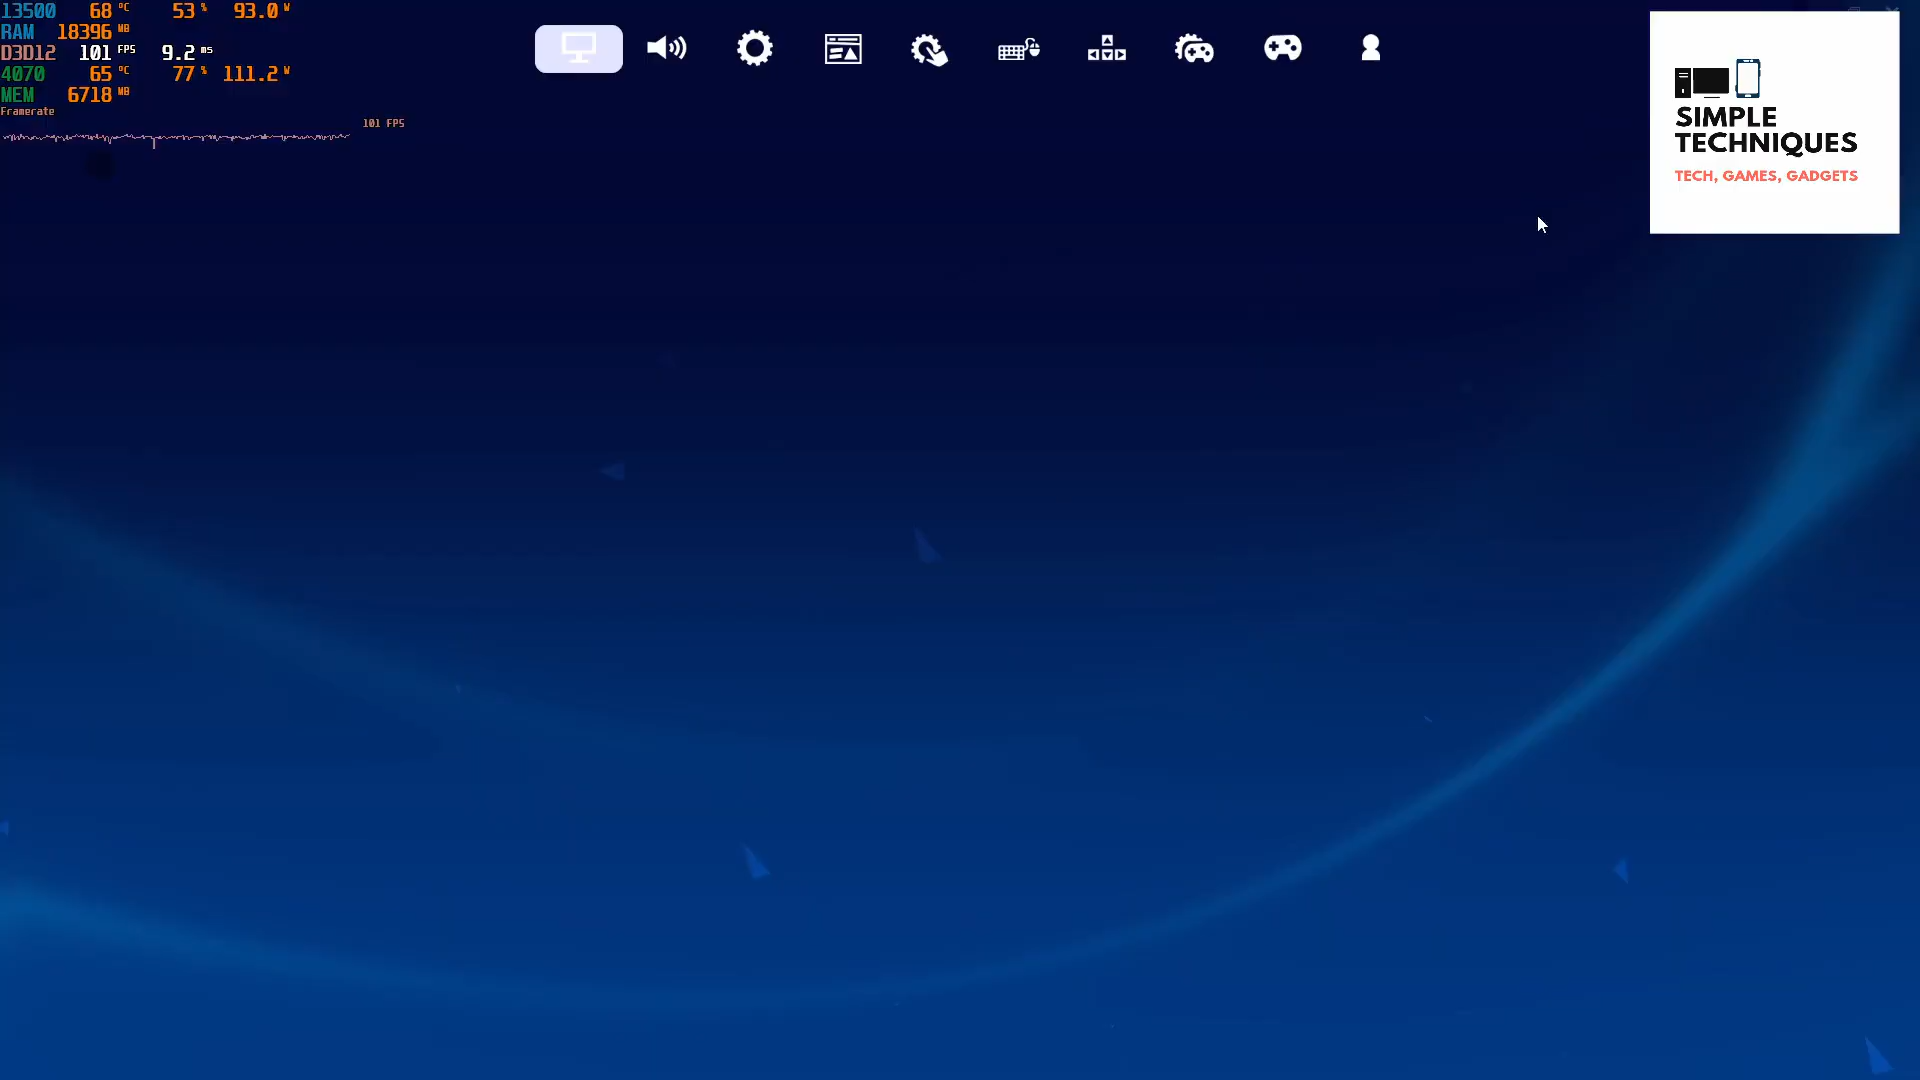 13500 68 °C 53 % 93.0 W
RAM 18396 MB
D3D12 101 FPS 9.2 ms
4070 65 °C 77 % 111.2 W
MEM 6718 MB
Framerate
101 FPS
SIMPLE
TECHNIQUES
TECH, GAMES, GADGETS